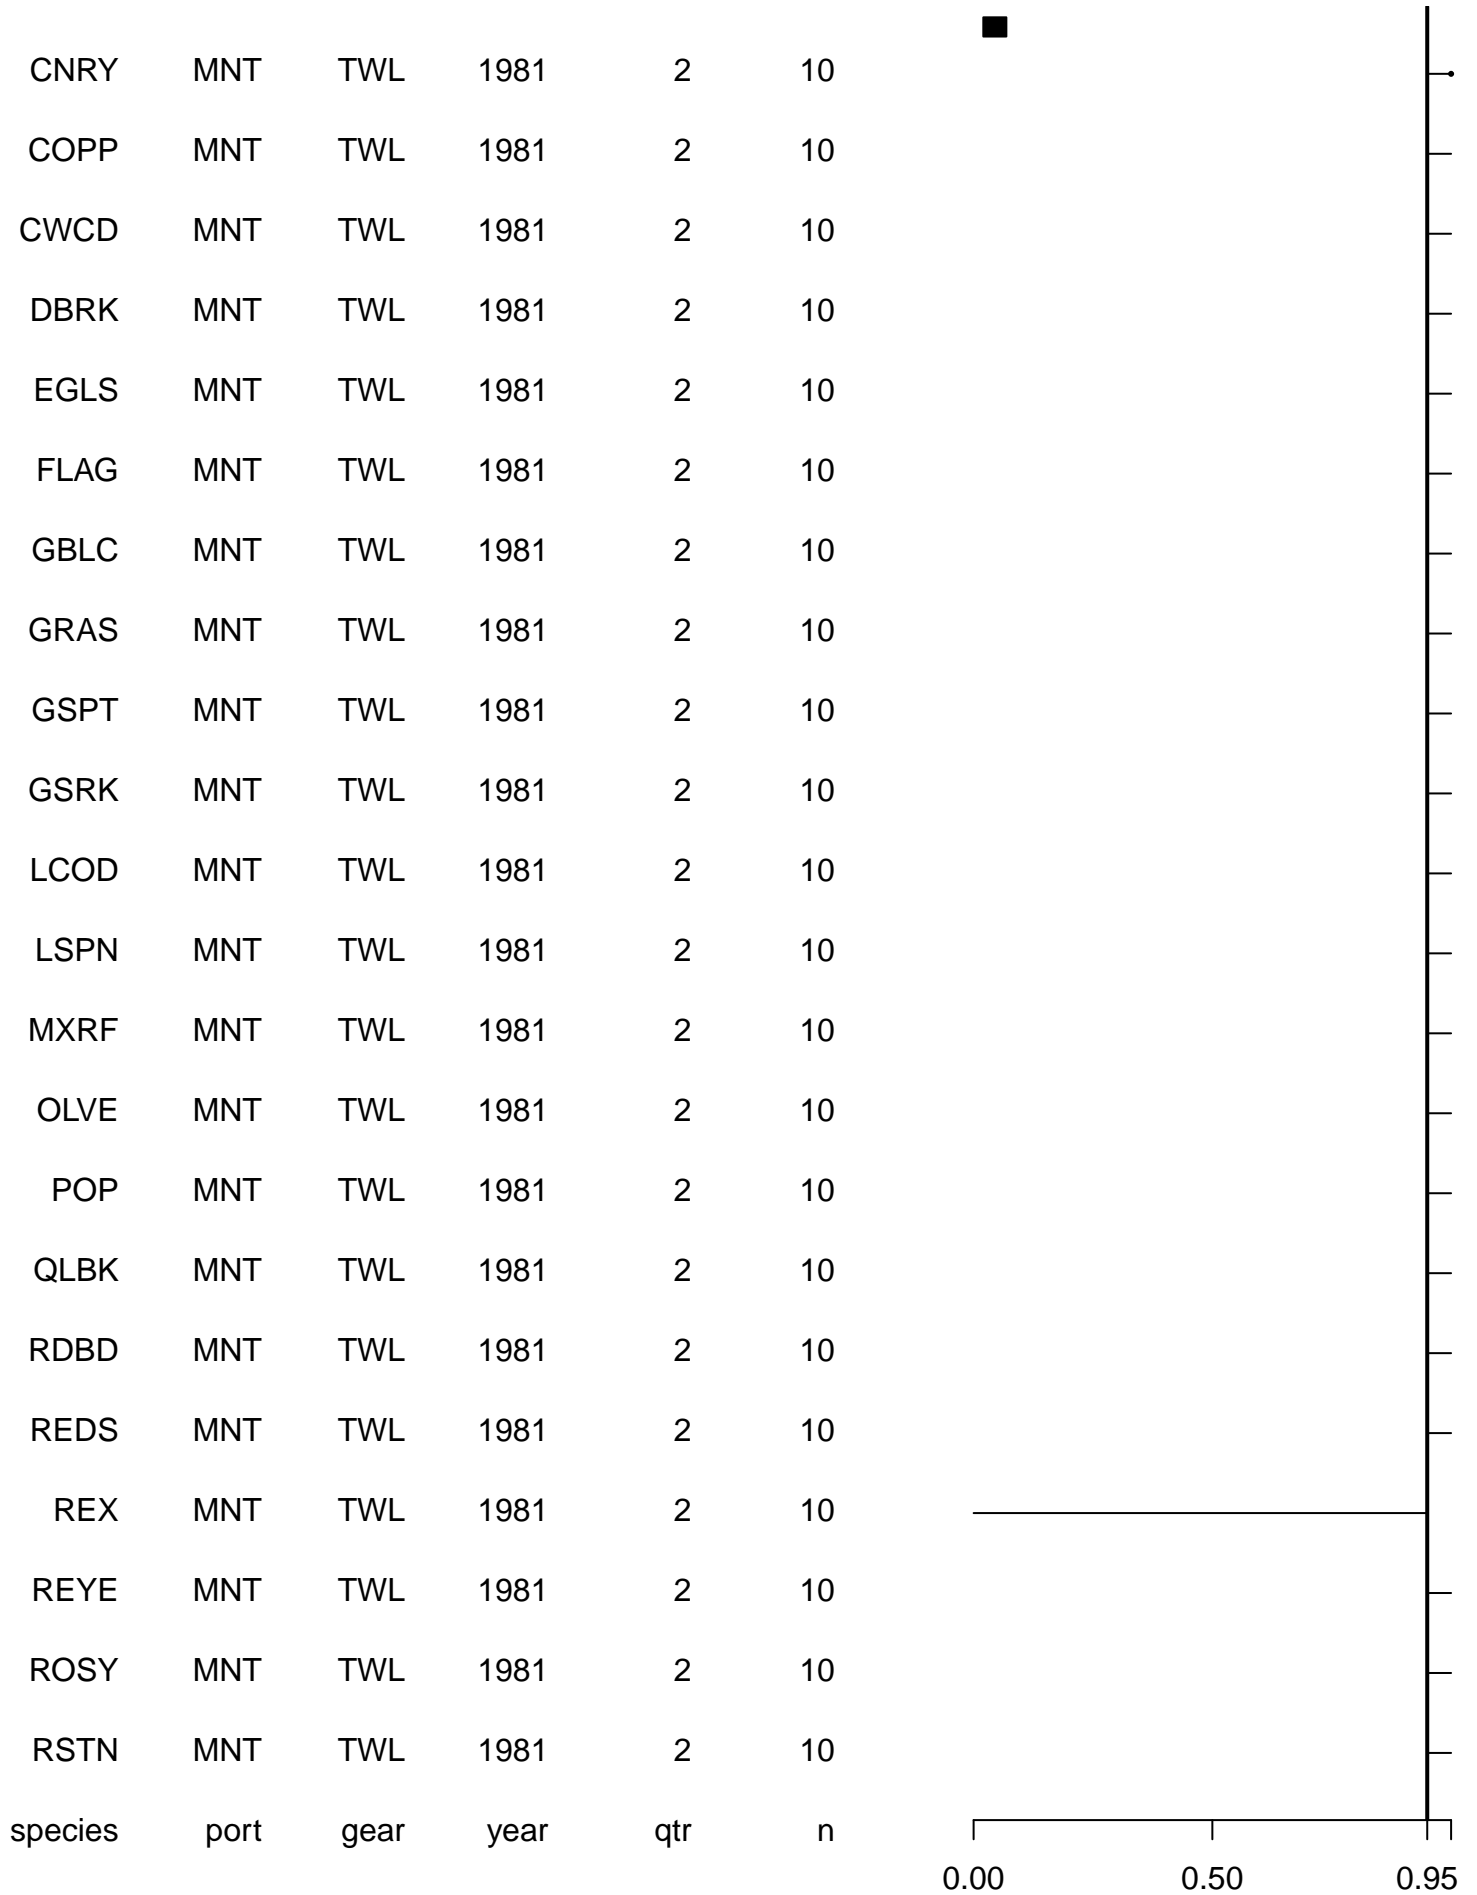 CNRY MNT TWL 1981 2 10
COPP MNT TWL 1981 2 10
CWCD MNT TWL 1981 2 10
DBRK MNT TWL 1981 2 10
EGLS MNT TWL 1981 2 10
FLAG MNT TWL 1981 2 10
GBLC MNT TWL 1981 2 10
GRAS MNT TWL 1981 2 10
GSPT MNT TWL 1981 2 10
GSRK MNT TWL 1981 2 10
LCOD MNT TWL 1981 2 10
LSPN MNT TWL 1981 2 10
MXRF MNT TWL 1981 2 10
OLVE MNT TWL 1981 2 10
POP MNT TWL 1981 2 10
QLBK MNT TWL 1981 2 10
RDBD MNT TWL 1981 2 10
REDS MNT TWL 1981 2 10
REX MNT TWL 1981 2 10
REYE MNT TWL 1981 2 10
ROSY MNT TWL 1981 2 10
RSTN MNT TWL 1981 2 10
species port gear year qtr n
0.00 0.50 0.95